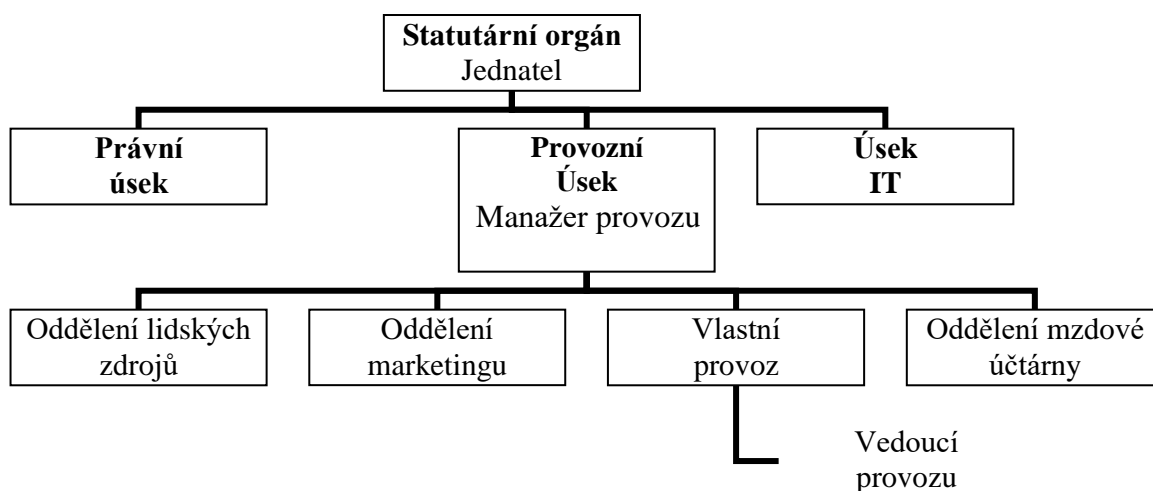 Statutární orgán
Jednatel
Právní
úsek
Provozní
Úsek
Manažer provozu
Úsek
IT
Oddělení lidských
zdrojů
Oddělení
marketingu
Vlastní
provoz
Oddělení mzdové
účtárny
Vedoucí
provozu